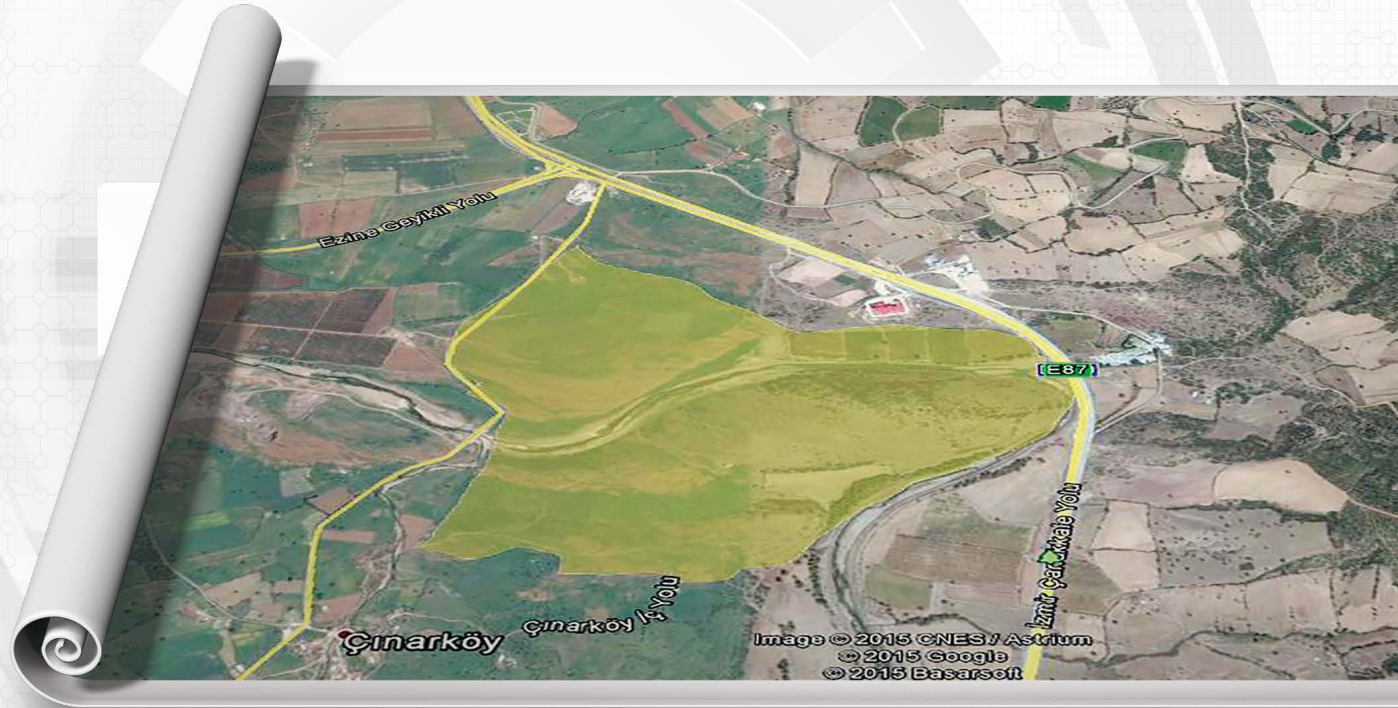 Ezine Geyikli Yolu
[E87]
İzmir Çanakkale Yolu
Çınarköy İç Yolu
Çınarköy
Image © 2015 CNES / Astrium
© 2015 Google
© 2015 Basarsoft